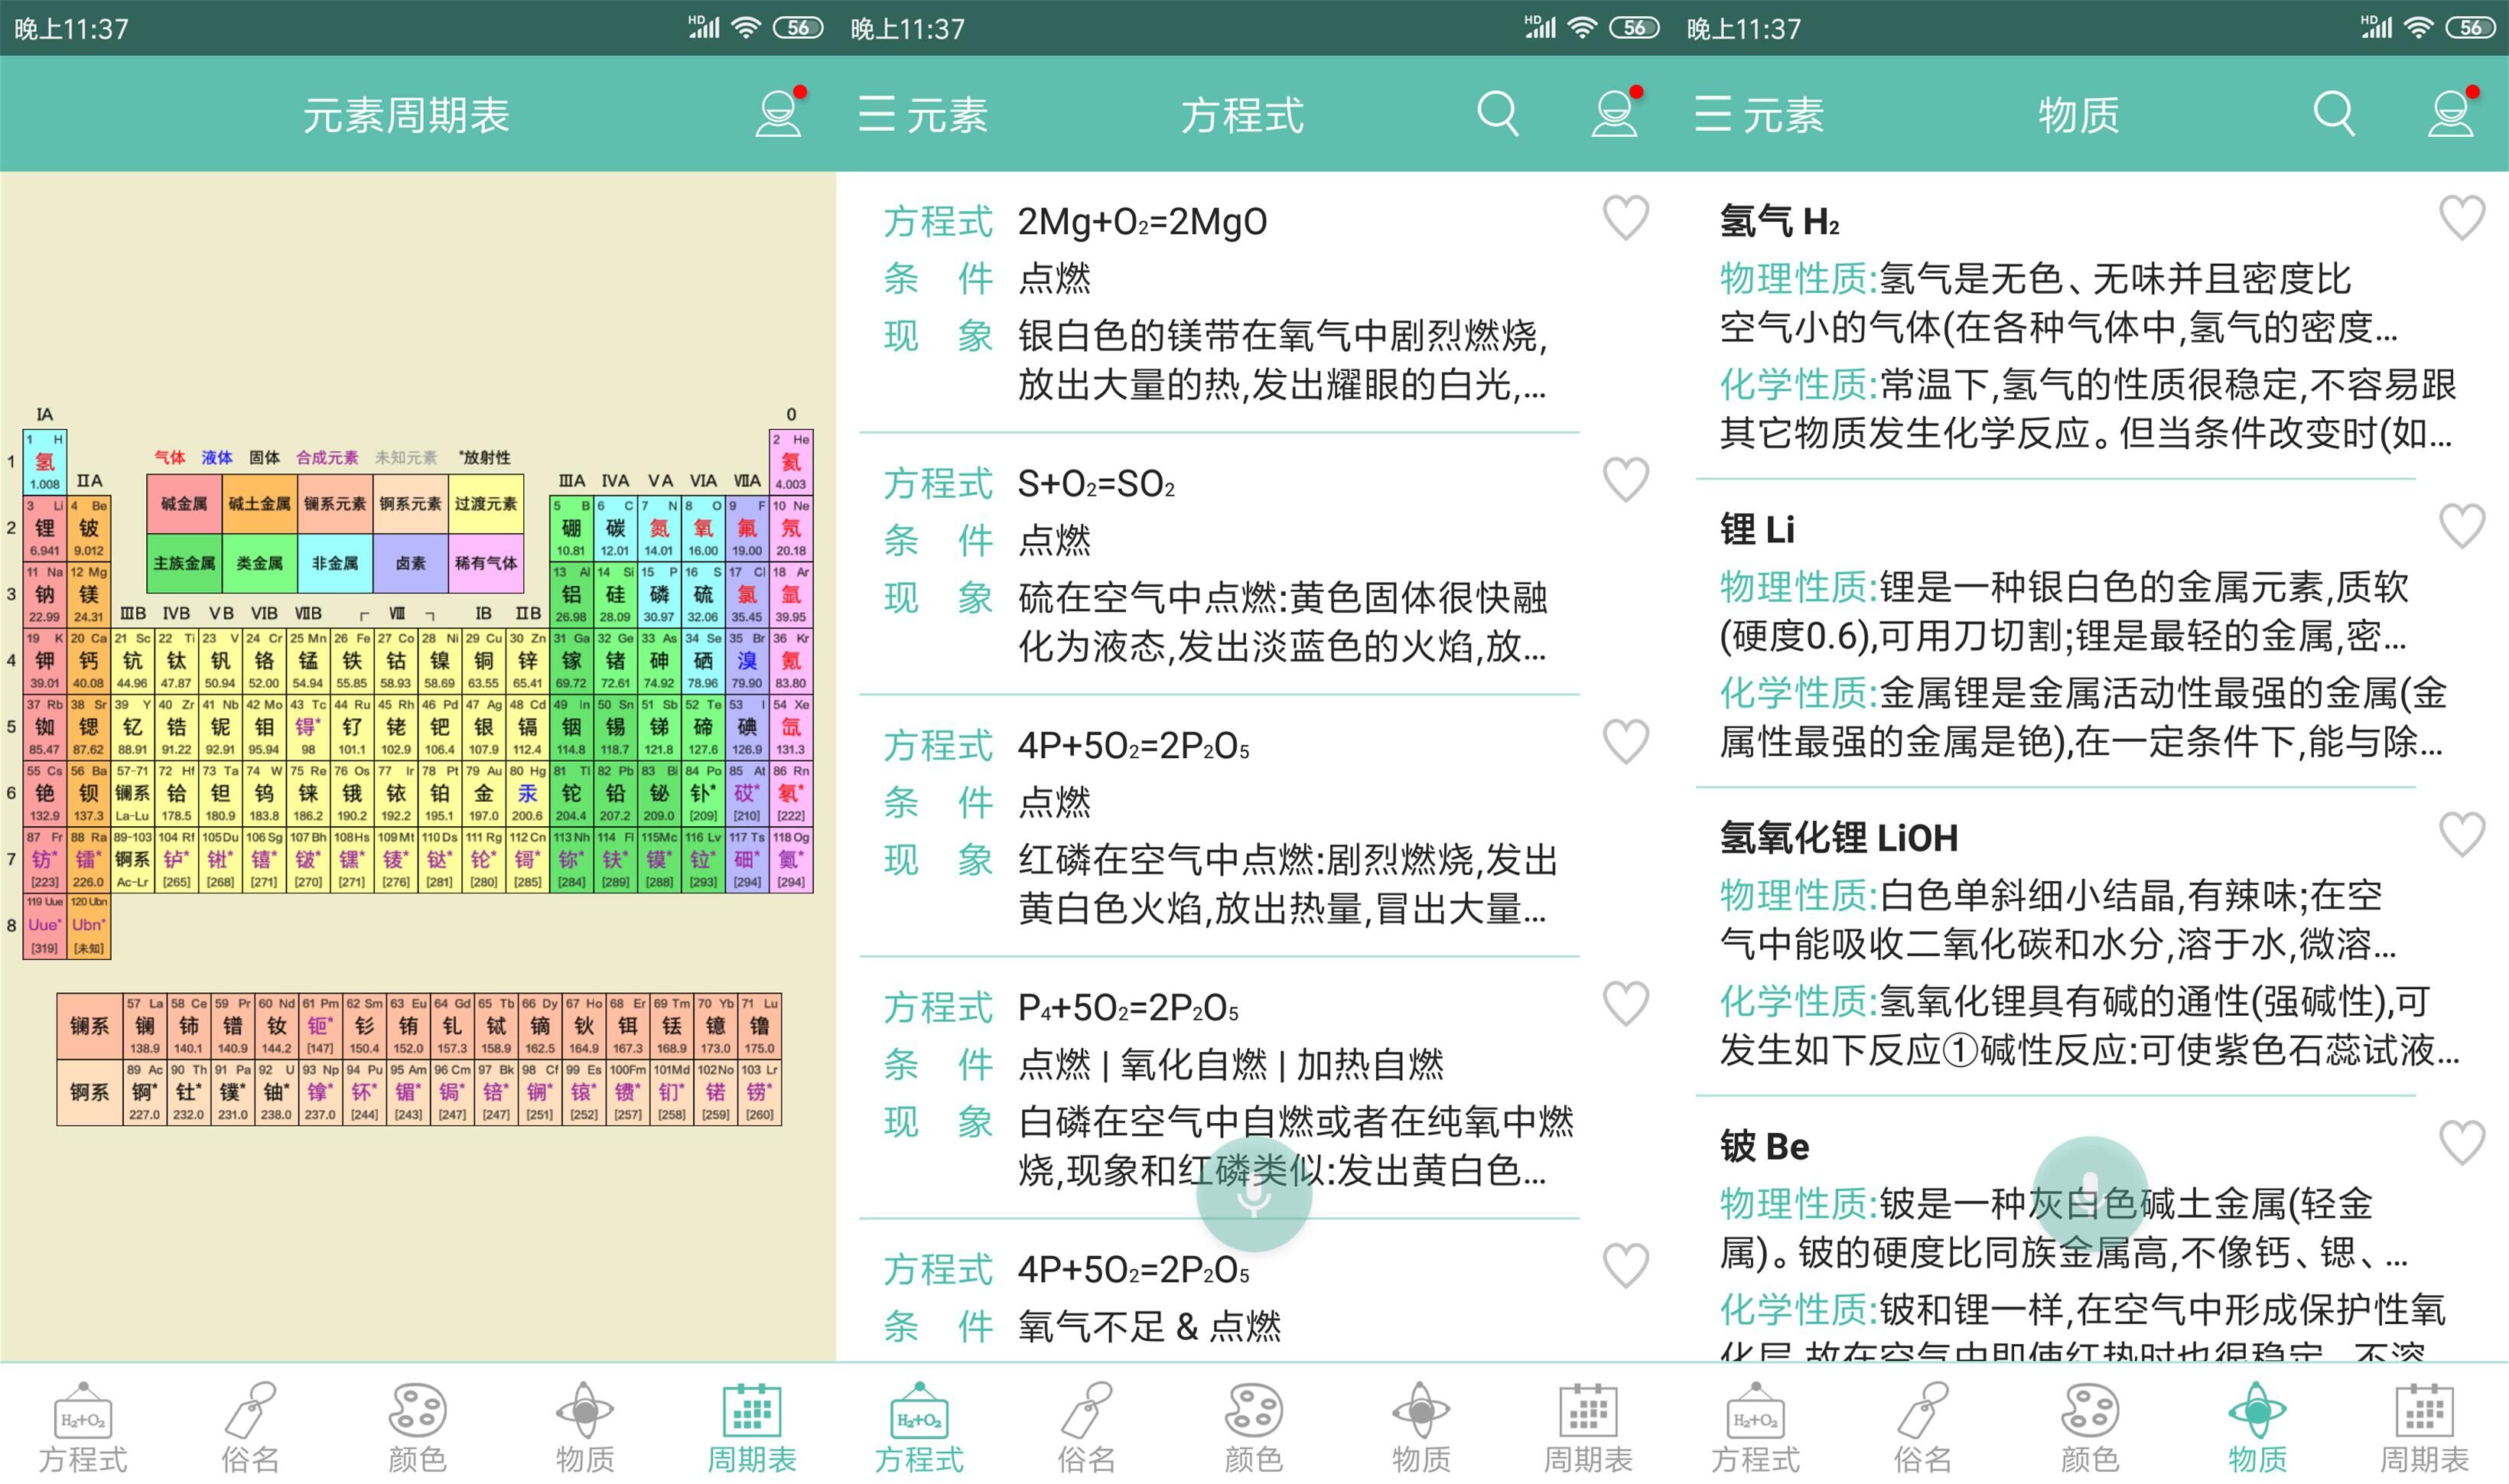 晚上11:37
HD
56
元素周期表
IA
0
1 H
2 He
1
氢
气体 液体 固体 合成元素 未知元素 *放射性
氦
1.008
IIA
IIIA IVA VA VIA VIIA
4.003
3 Li 4 Be
碱金属 碱土金属 镧系元素 锕系元素 过渡元素
5 B 6 C 7 N 8 O 9 F 10 Ne
2
锂 铍
硼 碳 氮 氧 氟 氖
6.941 9.012
10.81 12.01 14.01 16.00 19.00 20.18
主族金属 类金属 非金属 卤素 稀有气体
11 Na 12 Mg
13 Al 14 Si 15 P 16 S 17 Cl 18 Ar
3
钠 镁
铝 硅 磷 硫 氯 氩
22.99 24.31
IIIB IVB VB VIB VIIB ┌ VIII ┐ IB IIB
26.98 28.09 30.97 32.06 35.45 39.95
19 K 20 Ca 21 Sc 22 Ti 23 V 24 Cr 25 Mn 26 Fe 27 Co 28 Ni 29 Cu 30 Zn 31 Ga 32 Ge 33 As 34 Se 35 Br 36 Kr
4 钾 钙 钪 钛 钒 铬 锰 铁 钴 镍 铜 锌 镓 锗 砷 硒 溴 氪
39.01 40.08 44.96 47.87 50.94 52.00 54.94 55.85 58.93 58.69 63.55 65.41 69.72 72.61 74.92 78.96 79.90 83.80
37 Rb 38 Sr 39 Y 40 Zr 41 Nb 42 Mo 43 Tc 44 Ru 45 Rh 46 Pd 47 Ag 48 Cd 49 In 50 Sn 51 Sb 52 Te 53 I 54 Xe
5 铷 锶 钇 锆 铌 钼 锝* 钌 铑 钯 银 镉 铟 锡 锑 碲 碘 氙
85.47 87.62 88.91 91.22 92.91 95.94 98 101.1 102.9 106.4 107.9 112.4 114.8 118.7 121.8 127.6 126.9 131.3
55 Cs 56 Ba 57-71 72 Hf 73 Ta 74 W 75 Re 76 Os 77 Ir 78 Pt 79 Au 80 Hg 81 Tl 82 Pb 83 Bi 84 Po 85 At 86 Rn
6 铯 钡 镧系 铪 钽 钨 铼 锇 铱 铂 金 汞 铊 铅 铋 钋* 砹* 氡*
132.9 137.3 La-Lu 178.5 180.9 183.8 186.2 190.2 192.2 195.1 197.0 200.6 204.4 207.2 209.0 [209] [210] [222]
87 Fr 88 Ra 89-103 104 Rf 105Du 106 Sg 107 Bh 108Hs 109Mt 110Ds 111 Rg 112Cn 113Nh 114 Fl 115Mc 116 Lv 117 Ts 118Og
7 钫* 镭* 锕系 𬬻* 𬭊* 𬭳* 𬭛* 𬭶* 鿏* 𫟼* 𬬭* 鿔* 鿭* 𫓧* 镆* 𫟷* 鿬* 鿫*
[223] 226.0 Ac-Lr [265] [268] [271] [270] [271] [276] [281] [280] [285] [284] [289] [288] [293] [294] [294]
119 Uue 120 Ubn
8 Uue* Ubn*
[319] [未知]
57 La 58 Ce 59 Pr 60 Nd 61 Pm 62 Sm 63 Eu 64 Gd 65 Tb 66 Dy 67 Ho 68 Er 69 Tm 70 Yb 71 Lu
镧系 镧 铈 镨 钕 钷* 钐 铕 钆 铽 镝 钬 铒 铥 镱 镥
138.9 140.1 140.9 144.2 [147] 150.4 152.0 157.3 158.9 162.5 164.9 167.3 168.9 173.0 175.0
89 Ac 90 Th 91 Pa 92 U 93 Np 94 Pu 95 Am 96 Cm 97 Bk 98 Cf 99 Es 100Fm 101Md 102No 103 Lr
锕系 锕* 钍* 镤* 铀* 镎* 钚* 镅* 锔* 锫* 锎* 锿* 镄* 钔* 锘* 铹*
227.0 232.0 231.0 238.0 237.0 [244] [243] [247] [247] [251] [252] [257] [258] [259] [260]
H₂+O₂
方程式 俗名 颜色 物质 周期表
晚上11:37
HD
56
元素 方程式
方程式 2Mg+O₂=2MgO
条 件 点燃
现 象 银白色的镁带在氧气中剧烈燃烧,
放出大量的热,发出耀眼的白光,...
方程式 S+O₂=SO₂
条 件 点燃
现 象 硫在空气中点燃:黄色固体很快融
化为液态,发出淡蓝色的火焰,放...
方程式 4P+5O₂=2P₂O₅
条 件 点燃
现 象 红磷在空气中点燃:剧烈燃烧,发出
黄白色火焰,放出热量,冒出大量...
方程式 P₄+5O₂=2P₂O₅
条 件 点燃 | 氧化自燃 | 加热自燃
现 象 白磷在空气中自燃或者在纯氧中燃
烧,现象和红磷类似:发出黄白色...
方程式 4P+5O₂=2P₂O₅
条 件 氧气不足 & 点燃
H₂+O₂
方程式 俗名 颜色 物质 周期表
晚上11:37
HD
56
元素 物质
氢气 H₂
物理性质:氢气是无色、无味并且密度比
空气小的气体(在各种气体中,氢气的密度...
化学性质:常温下,氢气的性质很稳定,不容易跟
其它物质发生化学反应。但当条件改变时(如...
锂 Li
物理性质:锂是一种银白色的金属元素,质软
(硬度0.6),可用刀切割;锂是最轻的金属,密...
化学性质:金属锂是金属活动性最强的金属(金
属性最强的金属是铯),在一定条件下,能与除...
氢氧化锂 LiOH
物理性质:白色单斜细小结晶,有辣味;在空
气中能吸收二氧化碳和水分,溶于水,微溶...
化学性质:氢氧化锂具有碱的通性(强碱性),可
发生如下反应①碱性反应:可使紫色石蕊试液...
铍 Be
物理性质:铍是一种灰白色碱土金属(轻金
属)。铍的硬度比同族金属高,不像钙、锶、...
化学性质:铍和锂一样,在空气中形成保护性氧
化层,故在空气中即使红热时也很稳定。不溶
H₂+O₂
方程式 俗名 颜色 物质 周期表